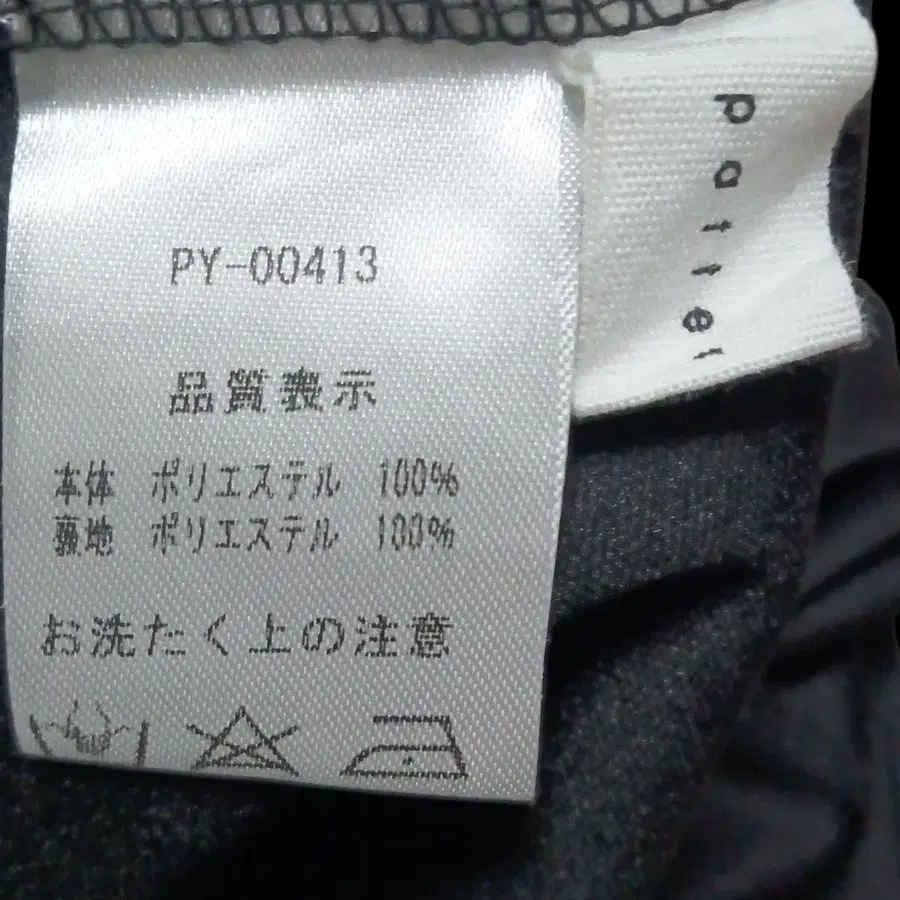 PY-00413
品質表示
本体 ポリエステル 100%
裏地 ポリエステル 100%
お洗たく上の注意